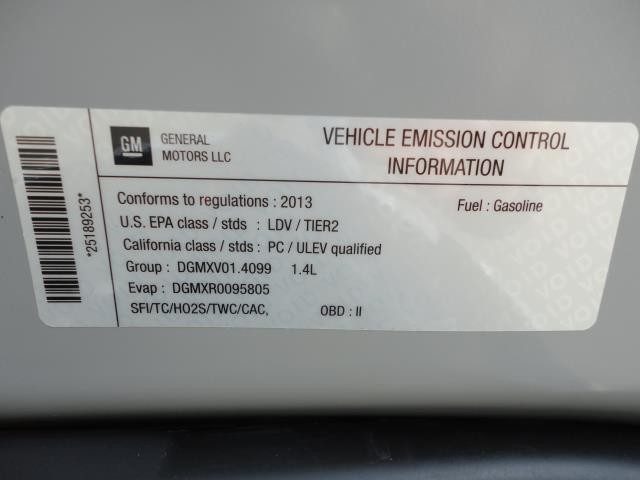 GM
GENERAL
MOTORS LLC
VEHICLE EMISSION CONTROL
INFORMATION
*25189253*
Conforms to regulations : 2013
Fuel : Gasoline
U.S. EPA class / stds : LDV / TIER2
California class / stds : PC / ULEV qualified
Group : DGMXV01.4099 1.4L
Evap : DGMXR0095805
SFI/TC/HO2S/TWC/CAC, OBD : II